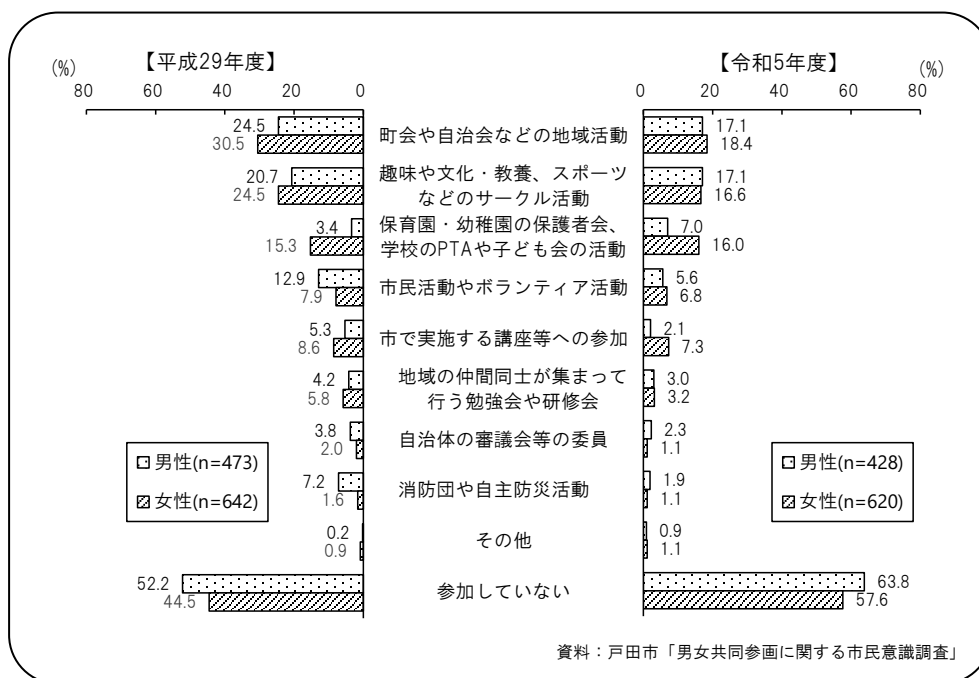 【平成29年度】
【令和5年度】
(%)
(%)
80 60 40 20 0
0 20 40 60 80
24.5
30.5
町会や自治会などの地域活動
17.1
18.4
20.7
24.5
趣味や文化・教養、スポーツ
などのサークル活動
17.1
16.6
3.4
15.3
保育園・幼稚園の保護者会、
学校のPTAや子ども会の活動
7.0
16.0
12.9
7.9
市民活動やボランティア活動
5.6
6.8
5.3
8.6
市で実施する講座等への参加
2.1
7.3
4.2
5.8
地域の仲間同士が集まって
行う勉強会や研修会
3.0
3.2
3.8
2.0
自治体の審議会等の委員
2.3
1.1
7.2
1.6
消防団や自主防災活動
1.9
1.1
0.2
0.9
その他
0.9
1.1
52.2
44.5
参加していない
63.8
57.6
男性(n=473)
女性(n=642)
男性(n=428)
女性(n=620)
資料：戸田市「男女共同参画に関する市民意識調査」